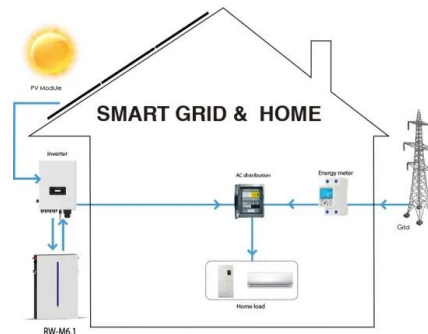 PV Module
SMART GRID & HOME
inverter
AC distribution
Energy meter
Grid
Home load
RW-M6.1